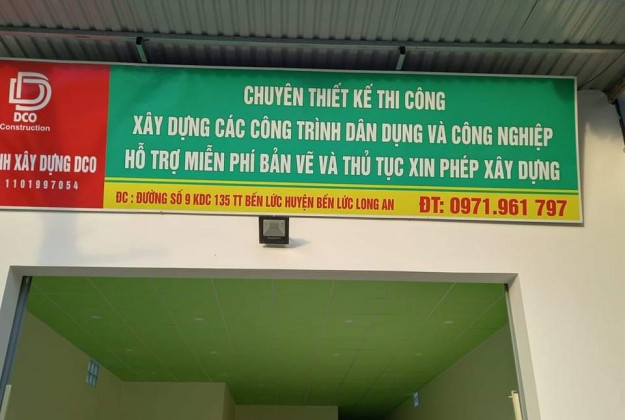 DCO
Construction
XÂY DỰNG DCO
1101997054
CHUYÊN THIẾT KẾ THI CÔNG
XÂY DỰNG CÁC CÔNG TRÌNH DÂN DỤNG VÀ CÔNG NGHIỆP
HỖ TRỢ MIỄN PHÍ BẢN VẼ VÀ THỦ TỤC XIN PHÉP XÂY DỰNG
ĐC : ĐƯỜNG SỐ 9 KDC 135 TT BẾN LỨC HUYỆN BẾN LỨC LONG AN
ĐT: 0971.961 797